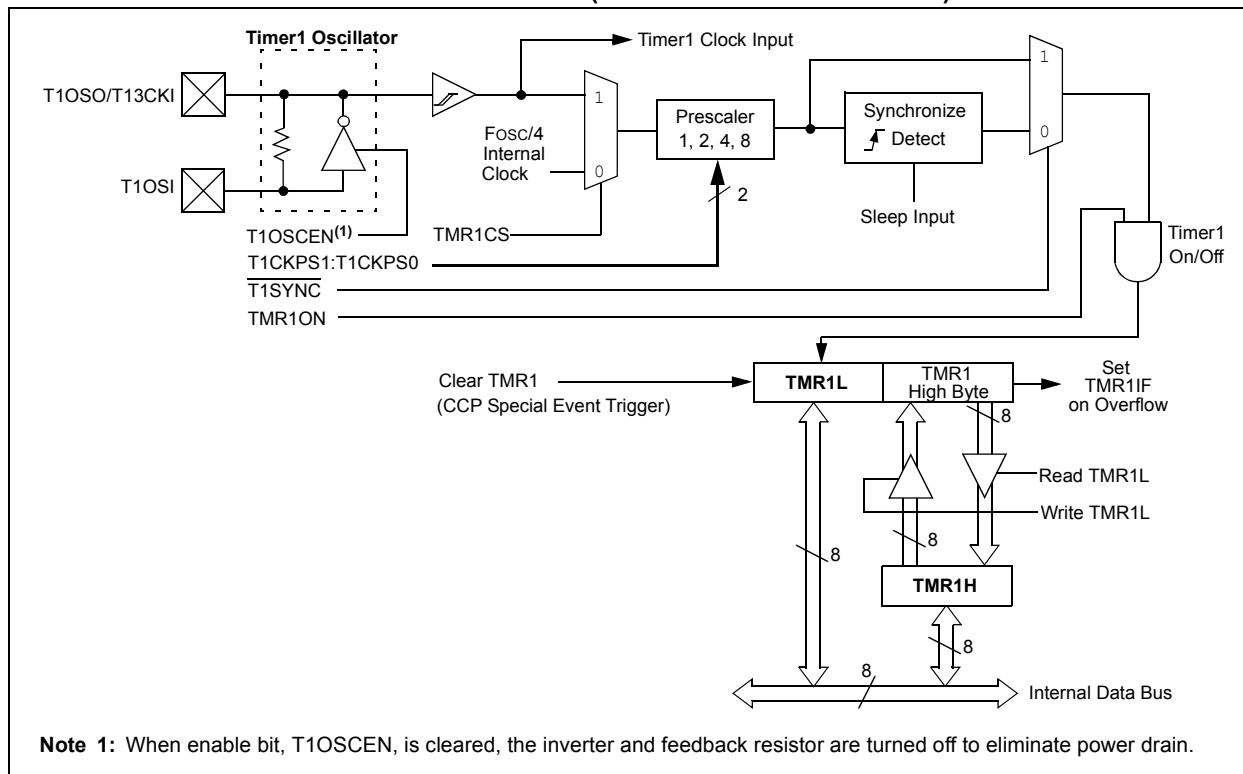 Timer1 Oscillator
Timer1 Clock Input
T1OSO/T13CKI
T1OSI
1
0
FOSC/4
Internal
Clock
Prescaler
1, 2, 4, 8
2
Synchronize
Detect
Sleep Input
1
0
T1OSCEN(1)
TMR1CS
T1CKPS1:T1CKPS0
T1SYNC
TMR1ON
Timer1
On/Off
Clear TMR1
(CCP Special Event Trigger)
TMR1L
TMR1
High Byte
Set
TMR1IF
on Overflow
8
Read TMR1L
Write TMR1L
8
8
TMR1H
8
8
Internal Data Bus
Note 1: When enable bit, T1OSCEN, is cleared, the inverter and feedback resistor are turned off to eliminate power drain.